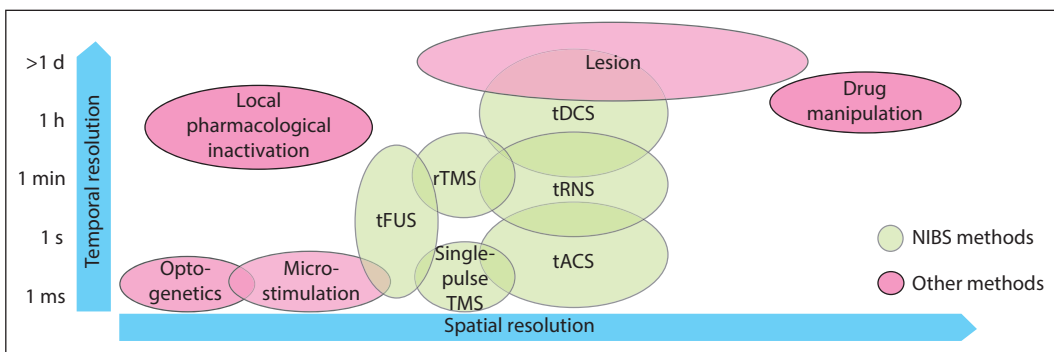 >1 d
1 h
1 min
1 s
1 ms
Temporal resolution
Lesion
Local
pharmacological
inactivation
Drug
manipulation
tDCS
rTMS
tRNS
tFUS
Single-
pulse
TMS
tACS
Opto-
genetics
Micro-
stimulation
NIBS methods
Other methods
Spatial resolution